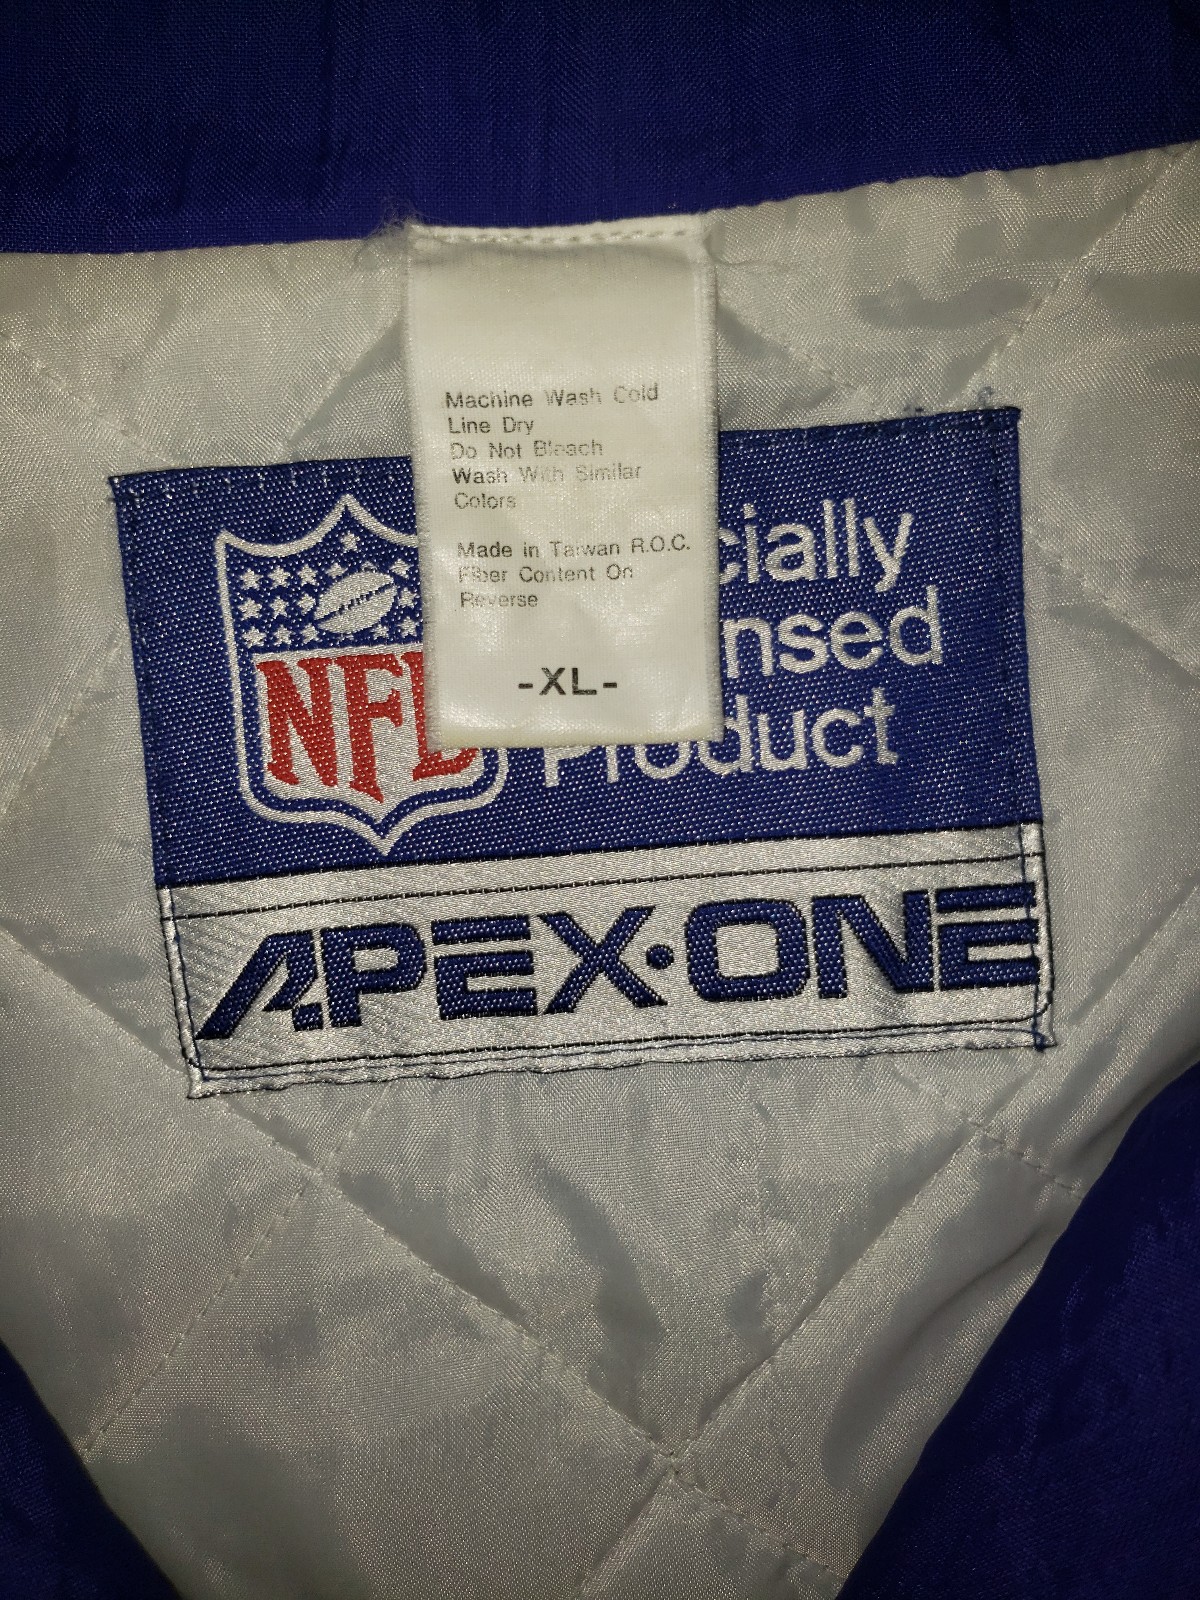 Machine Wash Cold
Line Dry
Do Not Bleach
Wash With Similar
Colors
Made in Taiwan R.O.C.
Fiber Content On
Reverse
-XL-
NFL
cially
nsed
Product
APEX·ONE